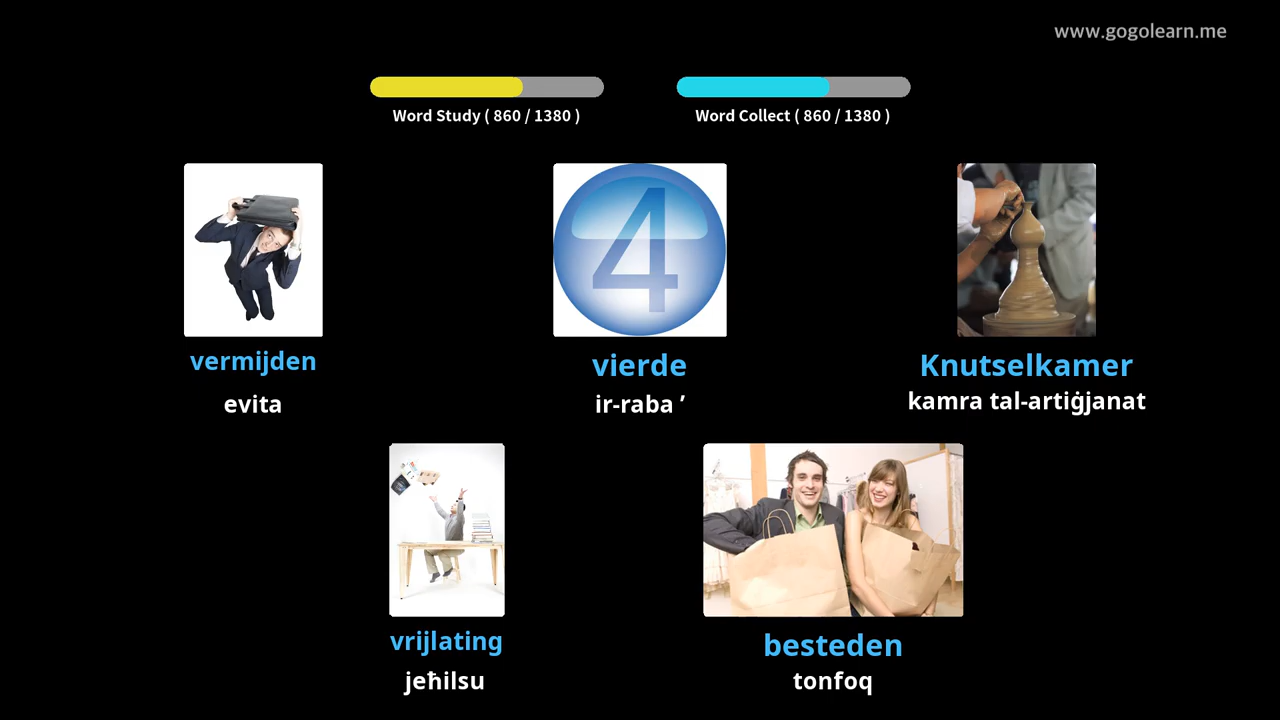 www.gogolearn.me
Word Study ( 860 / 1380 )
Word Collect ( 860 / 1380 )
4
vermijden
evita
vierde
ir-raba ’
Knutselkamer
kamra tal-artiġjanat
vrijlating
jeħilsu
besteden
tonfoq